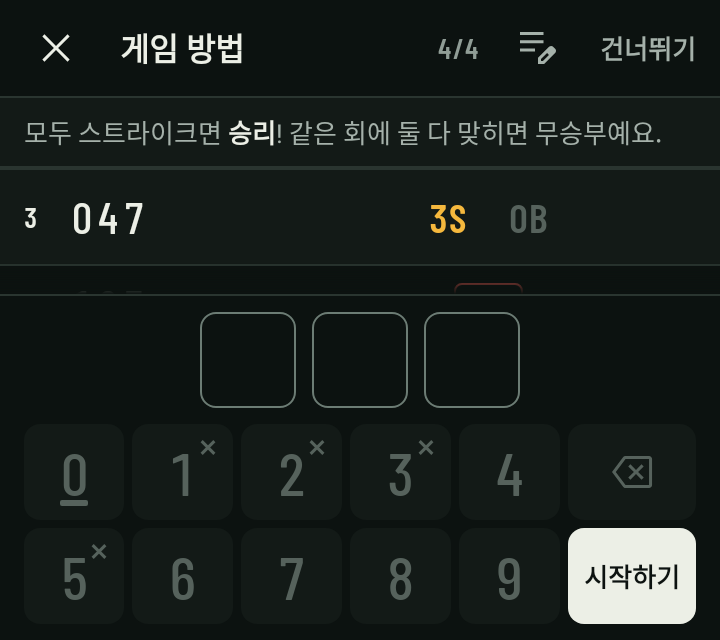 게임 방법
4/4
건너뛰기
모두 스트라이크면 승리! 같은 회에 둘 다 맞히면 무승부예요.
3 047 3S 0B
0 1 2 3 4
5 6 7 8 9
시작하기